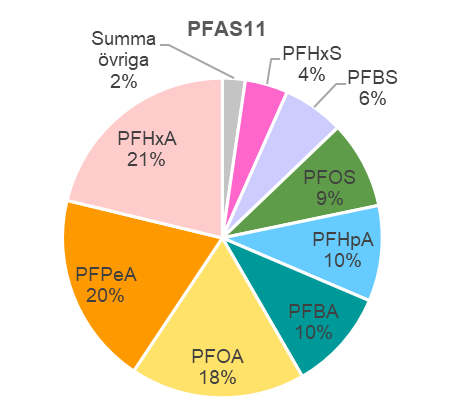 PFAS11
Summa
övriga
2%
PFHxS
4%
PFBS
6%
PFOS
9%
PFHpA
10%
PFBA
10%
PFOA
18%
PFPeA
20%
PFHxA
21%